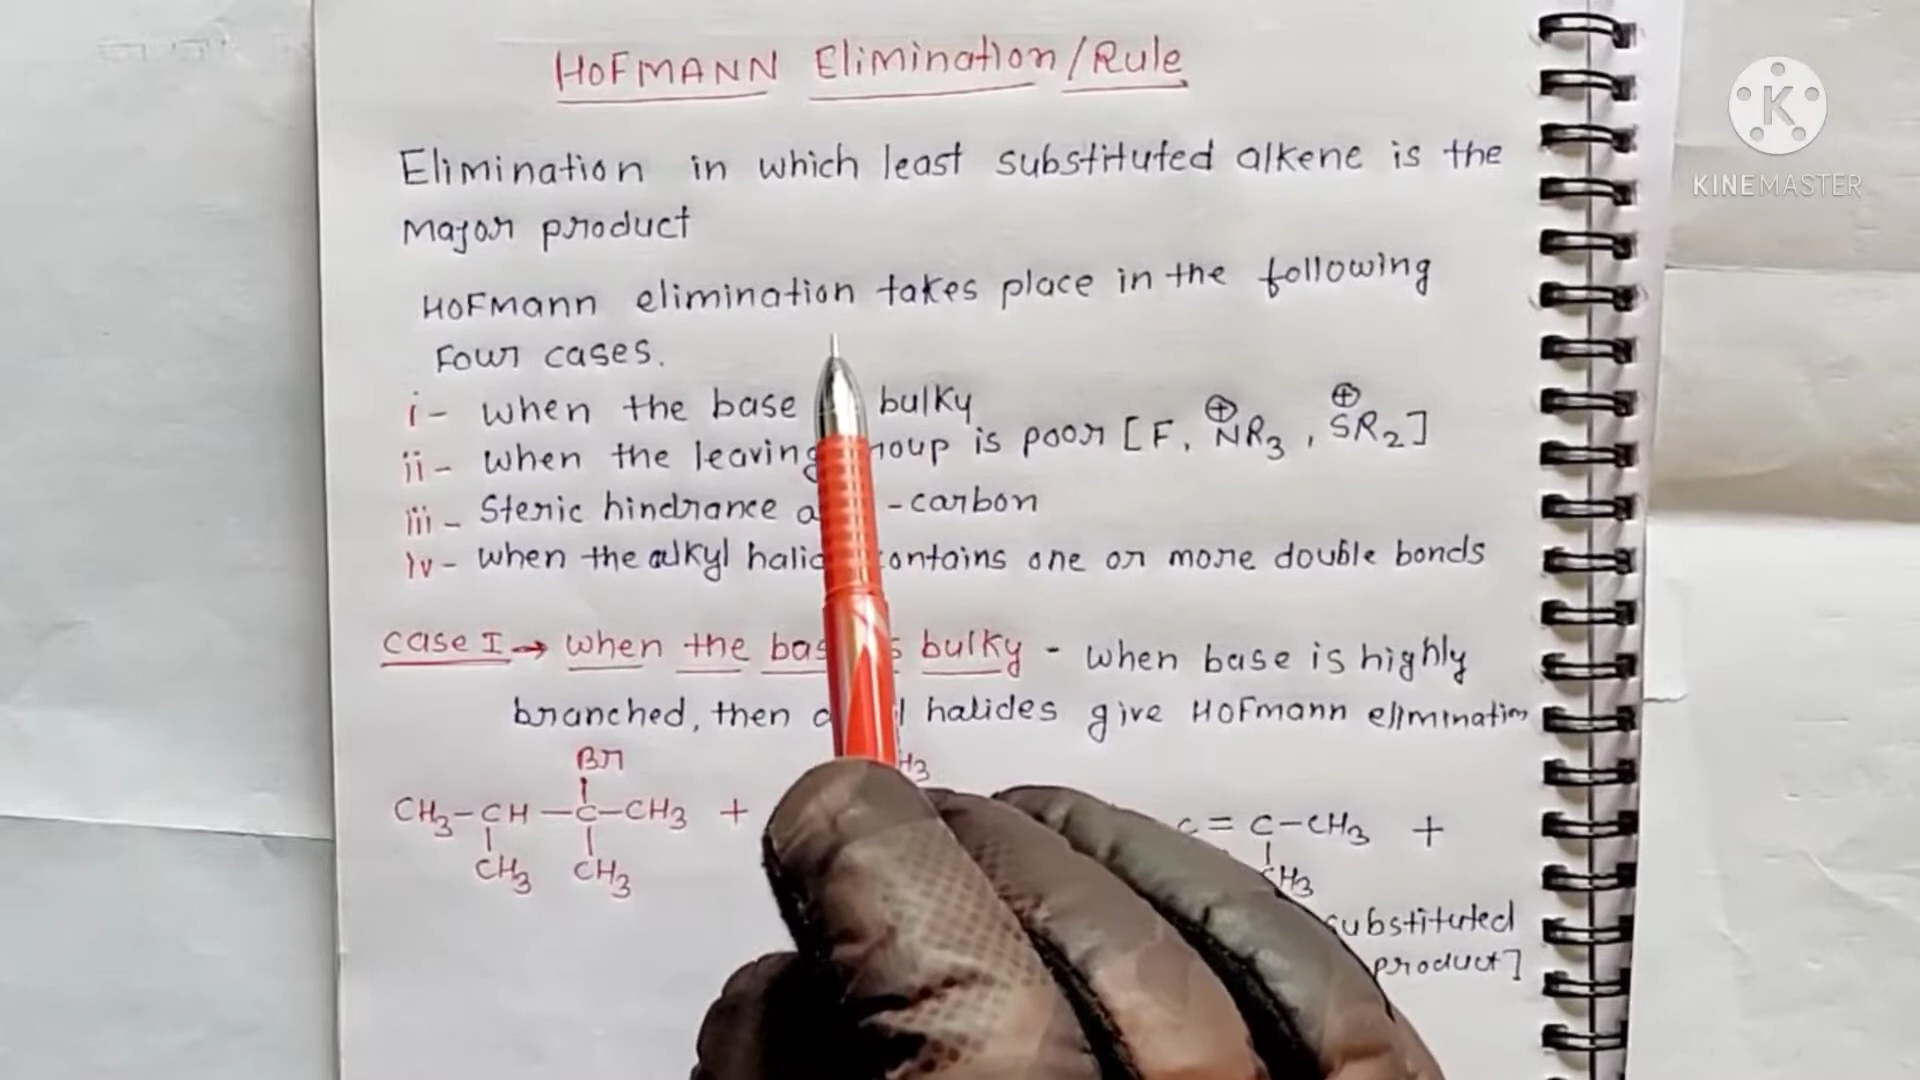 HOFMANN Elimination/Rule
KINEMASTER
Elimination in which least substituted alkene is the
major product
HOFmann elimination takes place in the following
Four cases.
i- when the base bulky
ii- when the leaving is poor [F, ⊕NR3, ⊕SR2]
iii- Steric hindrance -carbon
iv- when the alkyl contains one or more double bonds
case I → when the bulky - when base is highly
branched, then halides give HOFmann elimination
Br
CH3-CH-C-CH3 + C=C-CH3 +
CH3 CH3 CH3
substituted
product]